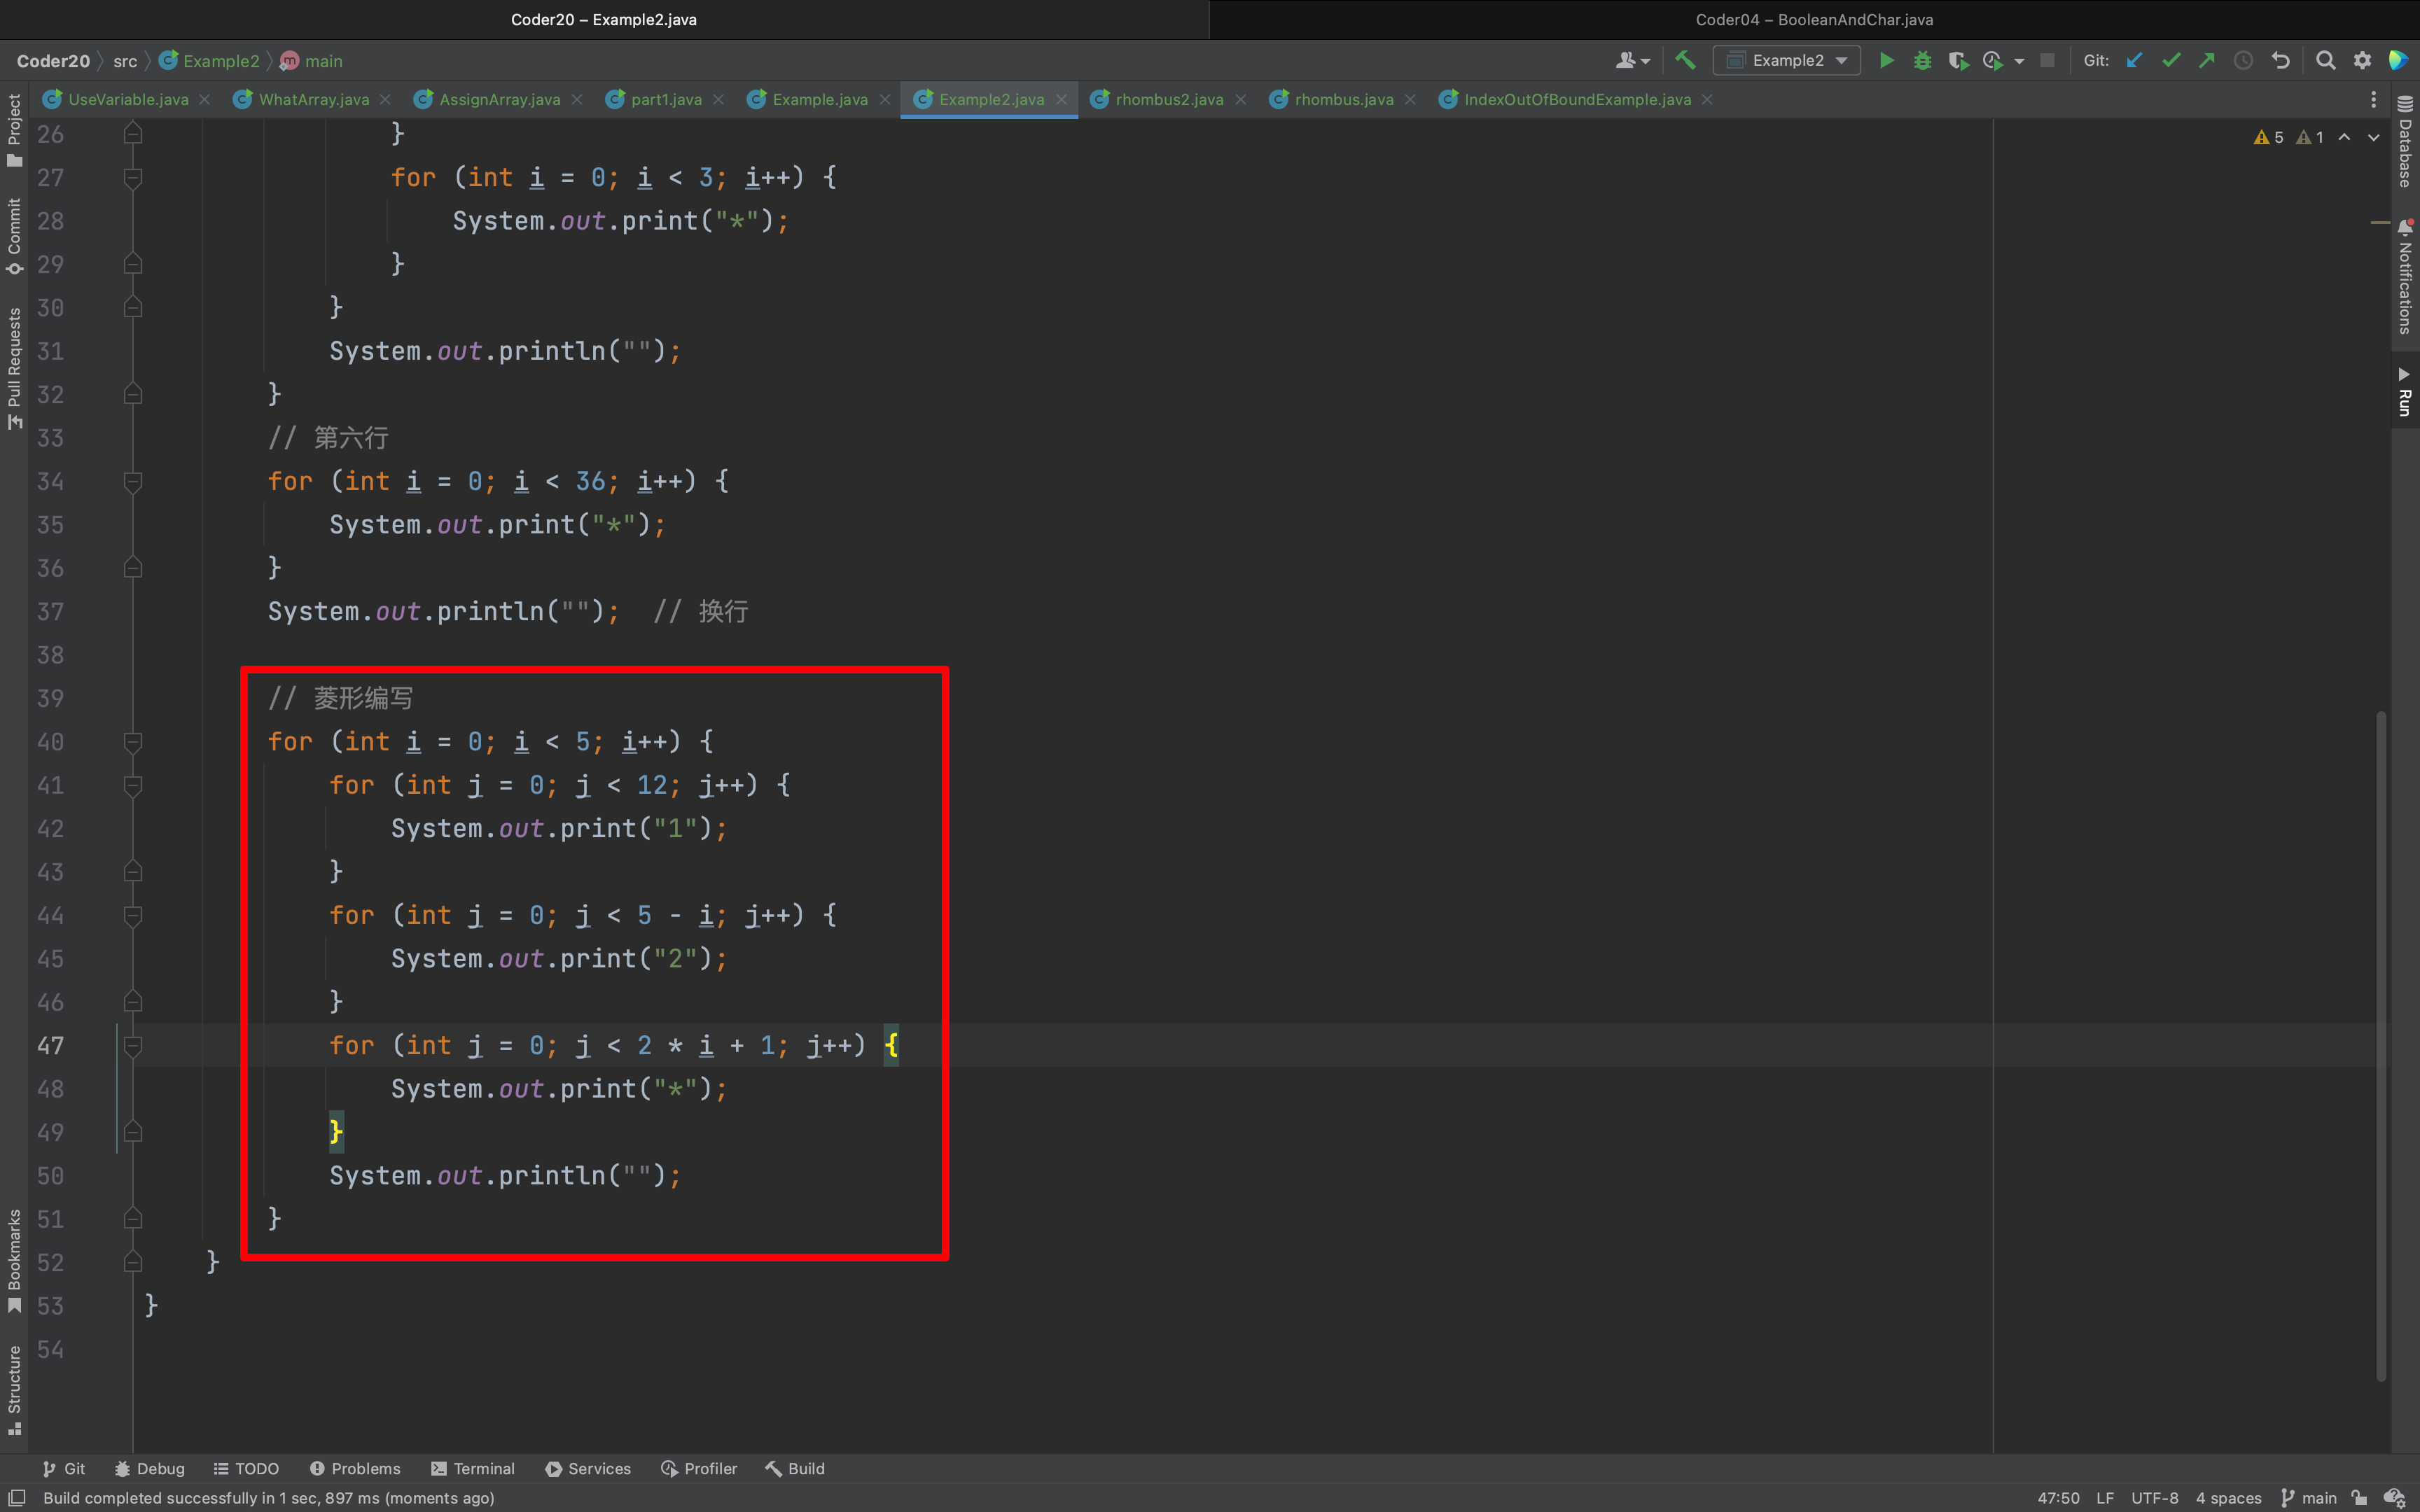 Coder20 – Example2.java
Coder04 – BooleanAndChar.java
Coder20 src Example2 main
Example2 Git:
UseVariable.java WhatArray.java AssignArray.java part1.java Example.java Example2.java rhombus2.java rhombus.java IndexOutOfBoundExample.java
Project
Commit
Pull Requests
Bookmarks
Structure
5 1
26 }
27 for (int i = 0; i < 3; i++) {
28 System.out.print("*");
29 }
30 }
31 System.out.println("");
32 }
33 // 第六行
34 for (int i = 0; i < 36; i++) {
35 System.out.print("*");
36 }
37 System.out.println(""); // 换行
38
39 // 菱形编写
40 for (int i = 0; i < 5; i++) {
41 for (int j = 0; j < 12; j++) {
42 System.out.print("1");
43 }
44 for (int j = 0; j < 5 - i; j++) {
45 System.out.print("2");
46 }
47 for (int j = 0; j < 2 * i + 1; j++) {
48 System.out.print("*");
49 }
50 System.out.println("");
51 }
52 }
53 }
54
Database
Notifications
Run
Git Debug TODO Problems Terminal Services Profiler Build
Build completed successfully in 1 sec, 897 ms (moments ago)
47:50 LF UTF-8 4 spaces main